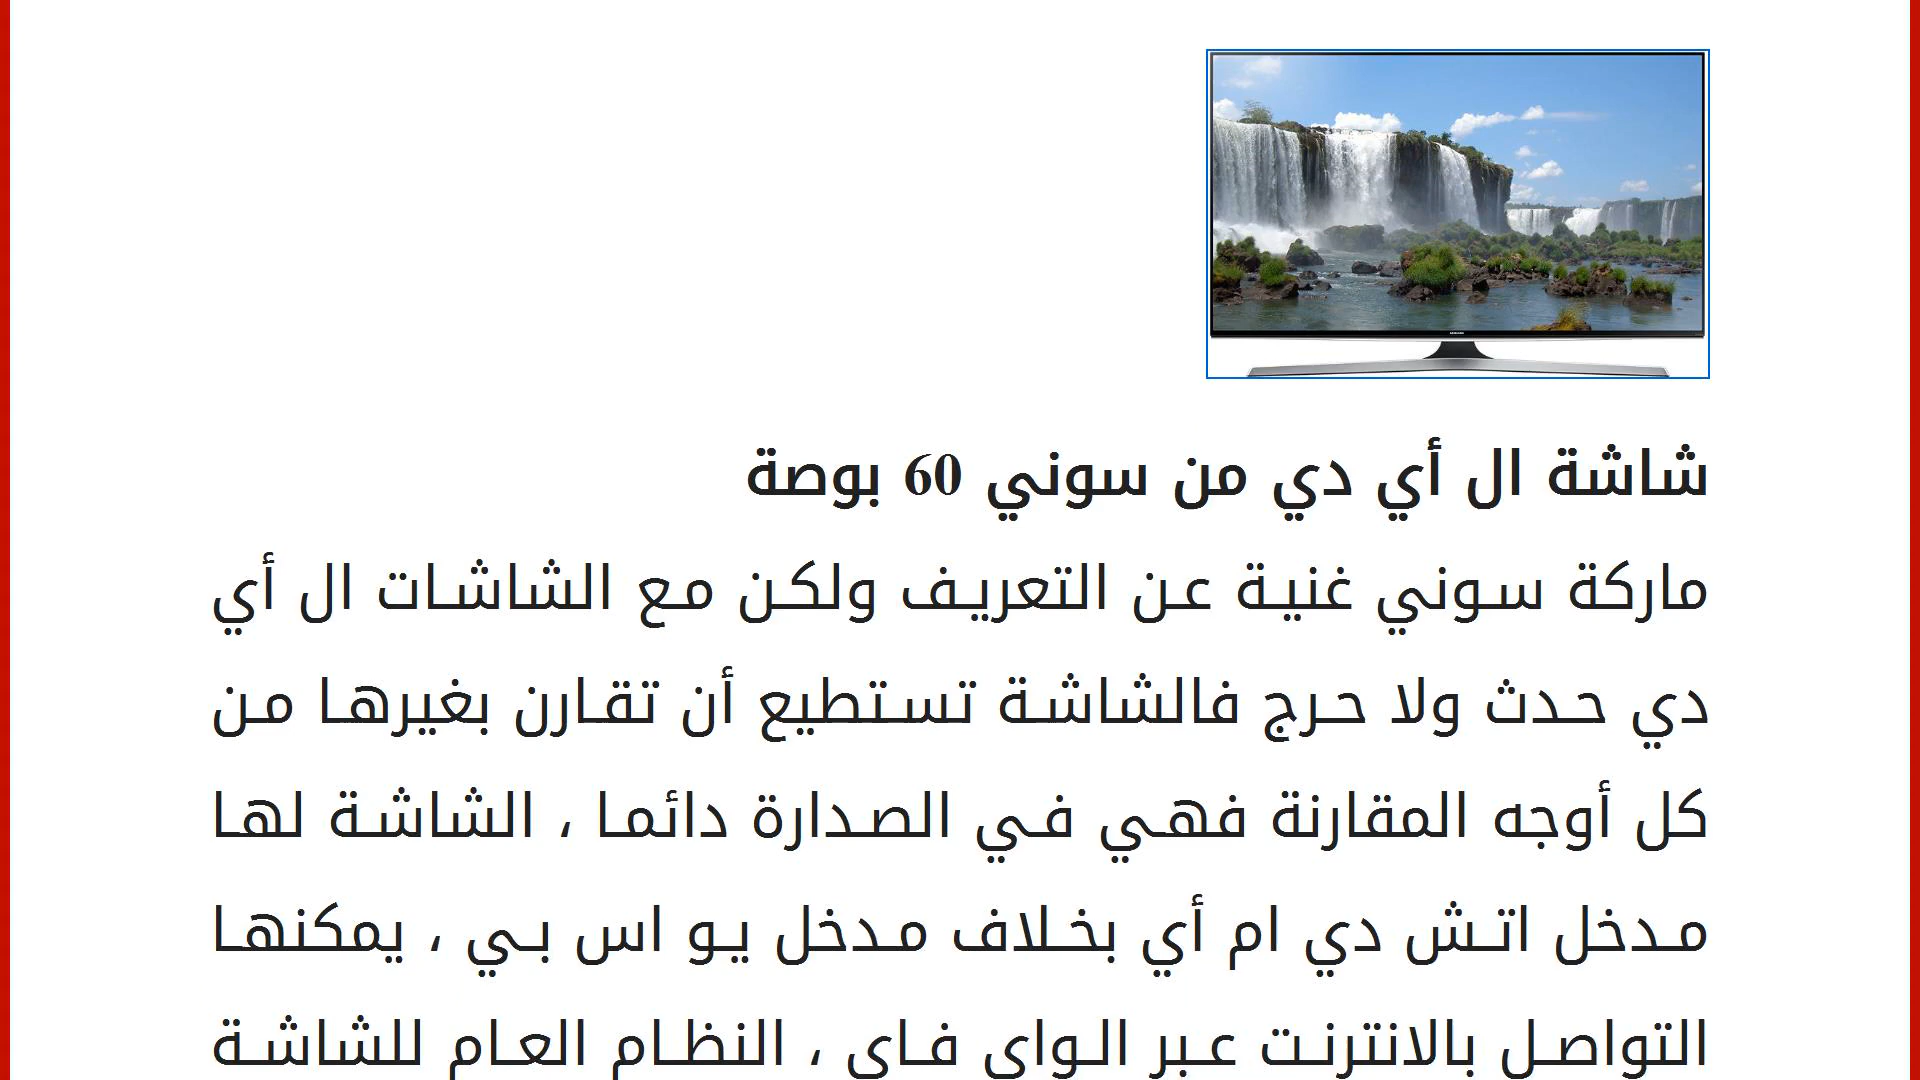 شاشة ال أي دي من سوني 60 بوصة
ماركة سوني غنية عن التعريف ولكن مع الشاشات ال أي
دي حدث ولا حرج فالشاشة تستطيع أن تقارن بغيرها من
كل أوجه المقارنة فهي في الصدارة دائما ، الشاشة لها
مدخل اتش دي ام أي بخلاف مدخل يو اس بي ، يمكنها
التواصل بالانترنت عبر الواي فاي ، النظام العام للشاشة